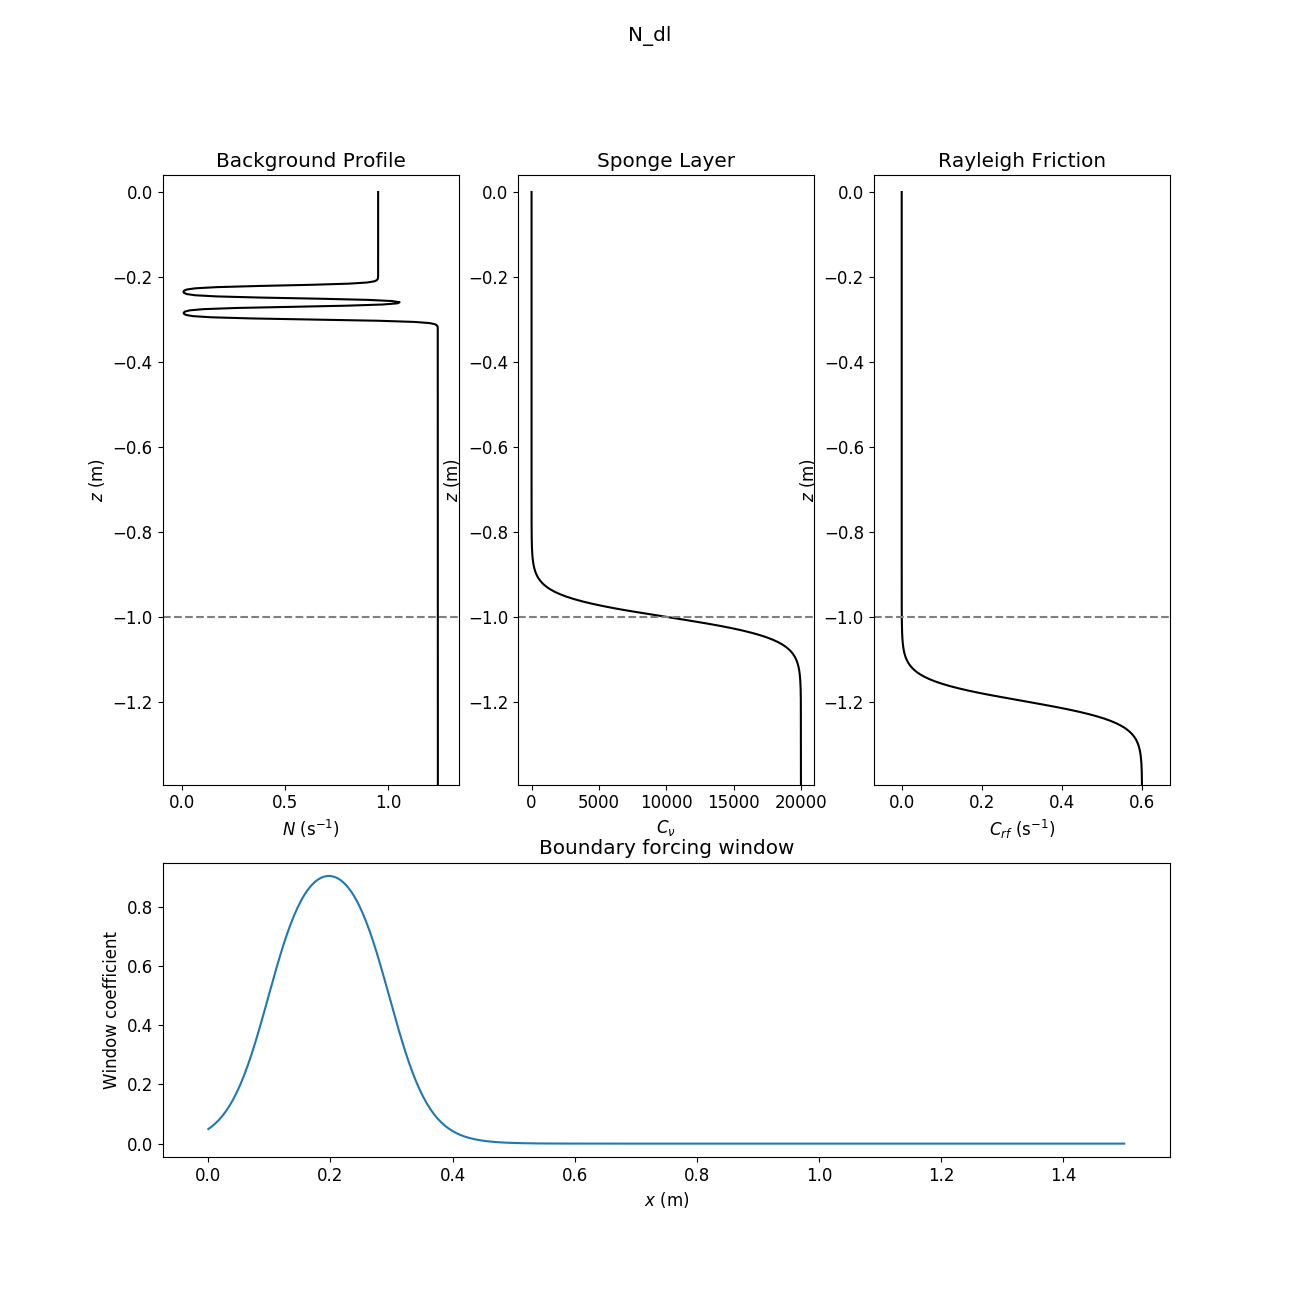 N_dl
Background Profile
Sponge Layer
Rayleigh Friction
0.0
−0.2
−0.4
−0.6
−0.8
−1.0
−1.2
z (m)
0.0 0.5 1.0
N (s⁻¹)
0.0
−0.2
−0.4
−0.6
−0.8
−1.0
−1.2
z (m)
0 5000 10000 15000 20000
C_ν
0.0
−0.2
−0.4
−0.6
−0.8
−1.0
−1.2
z (m)
0.0 0.2 0.4 0.6
C_rf (s⁻¹)
Boundary forcing window
0.8
0.6
0.4
0.2
0.0
Window coefficient
0.0 0.2 0.4 0.6 0.8 1.0 1.2 1.4
x (m)